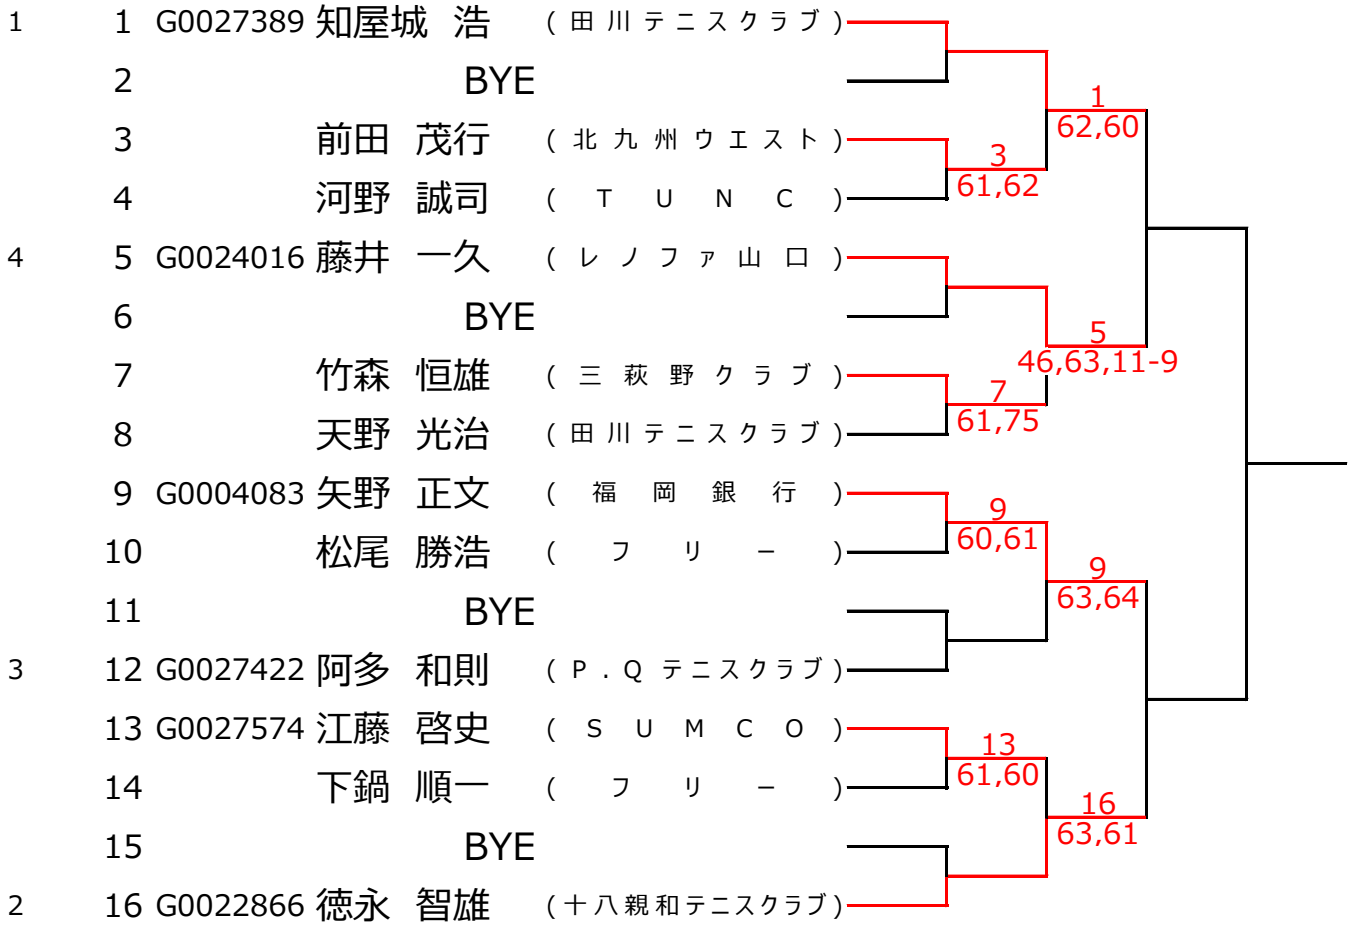 1 1 G0027389 知屋城 浩 (田川テニスクラブ)
2 BYE
1
62,60
3 前田 茂行 (北九州ウエスト)
3
61,62
4 河野 誠司 (TUNC)
4 5 G0024016 藤井 一久 (レノファ山口)
6 BYE
5
46,63,11-9
7 竹森 恒雄 (三萩野クラブ)
7
61,75
8 天野 光治 (田川テニスクラブ)
9 G0004083 矢野 正文 (福岡銀行)
9
60,61
10 松尾 勝浩 (フリー)
9
63,64
11 BYE
3 12 G0027422 阿多 和則 (P.Qテニスクラブ)
13 G0027574 江藤 啓史 (SUMCO)
13
61,60
14 下鍋 順一 (フリー)
16
63,61
15 BYE
2 16 G0022866 徳永 智雄 (十八親和テニスクラブ)